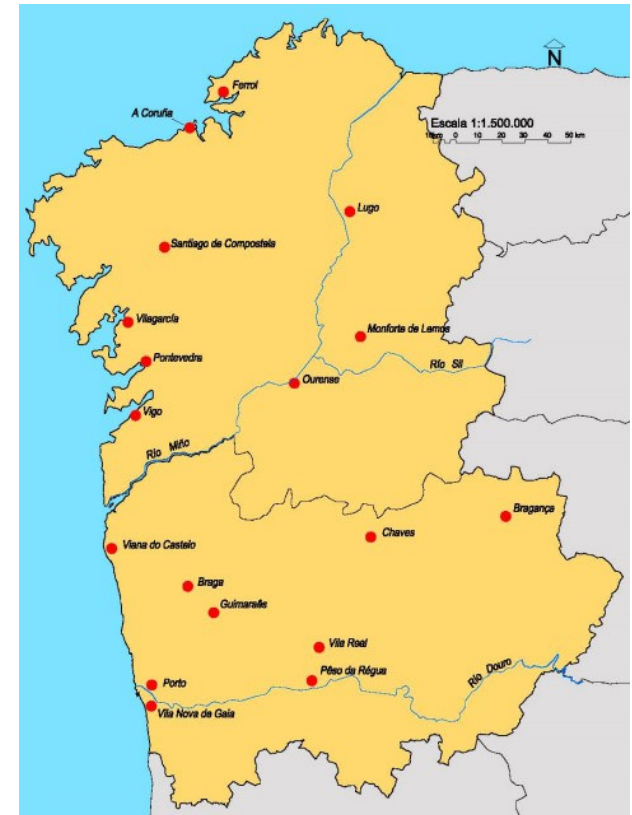 N
Ferrol
A Coruña
Escala 1:1.500.000
10km 0 10 20 30 40 50 km
Lugo
Santiago de Compostela
Vilagarcía
Monforte de Lemos
Pontevedra
Río Sil
Ourense
Vigo
Río Miño
Bragança
Chaves
Viana do Castelo
Braga
Guimarães
Vila Real
Pêso da Régua
Río Douro
Porto
Vila Nova de Gaia